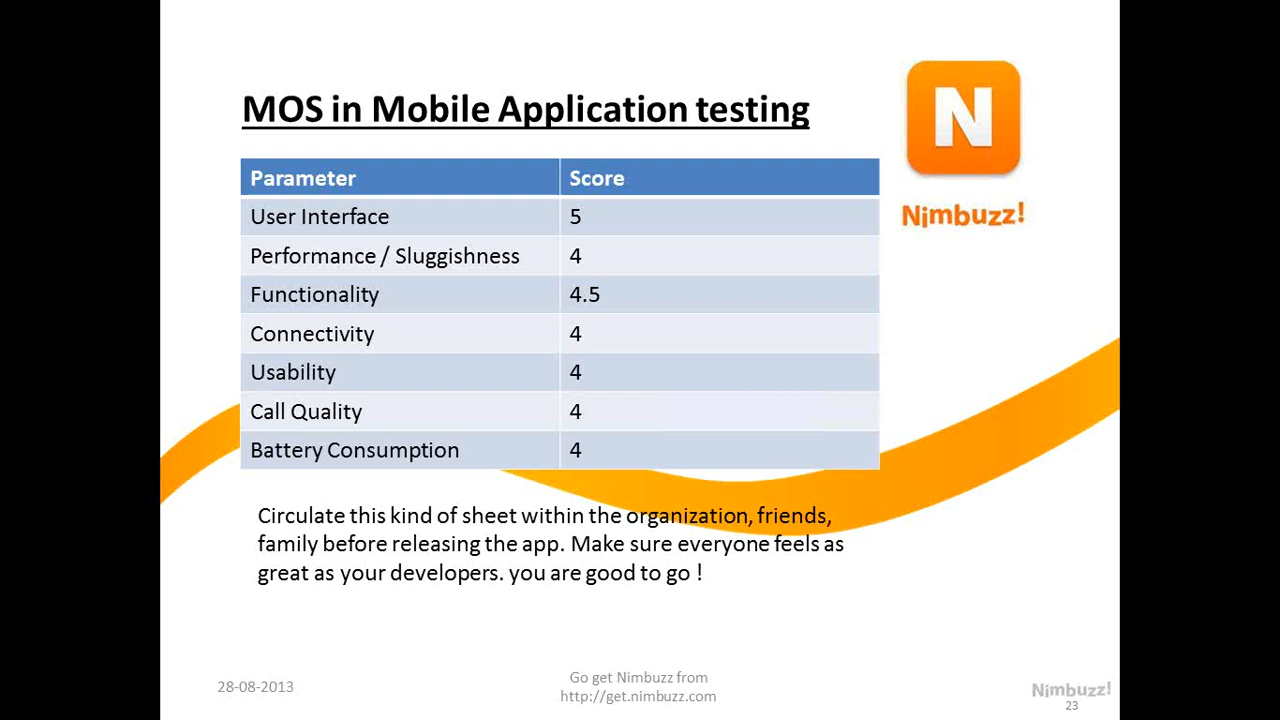 MOS in Mobile Application testing
N
Nimbuzz!
Parameter Score
User Interface 5
Performance / Sluggishness 4
Functionality 4.5
Connectivity 4
Usability 4
Call Quality 4
Battery Consumption 4
Circulate this kind of sheet within the organization, friends,
family before releasing the app. Make sure everyone feels as
great as your developers. you are good to go !
28-08-2013
Go get Nimbuzz from
http://get.nimbuzz.com
Nimbuzz!
23